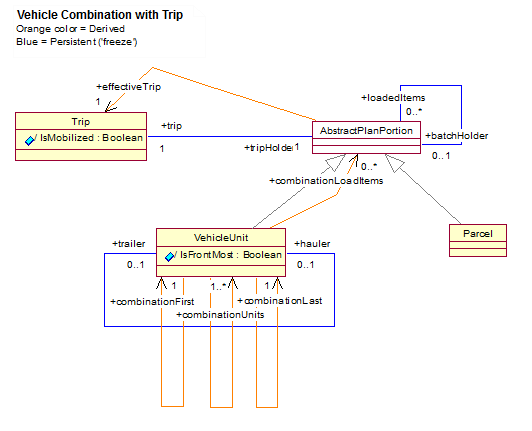 Vehicle Combination with Trip
Orange color = Derived
Blue = Persistent ('freeze')
+effectiveTrip
1
+loadedItems
0..*
Trip
/ IsMobilized : Boolean
+trip
1
AbstractPlanPortion
+batchHolder
0..1
+tripHolder
1
0..*
+combinationLoadItems
Parcel
+trailer
0..1
VehicleUnit
/ IsFrontMost : Boolean
+hauler
0..1
1
1..*
1
+combinationFirst
+combinationLast
+combinationUnits